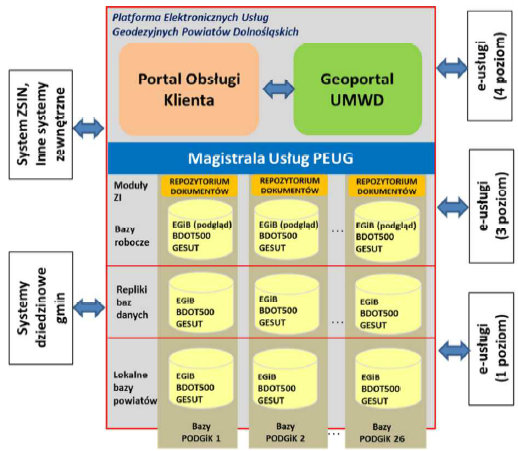 Platforma Elektronicznych Usług
Geodezyjnych Powiatów Dolnośląskich
Portal Obsługi
Klienta
Geoportal
UMWD
System ZSIN,
Inne systemy
zewnętrzne
Systemy
dziedzinowe
gmin
e-usługi
(4 poziom)
e-usługi
(3 poziom)
e-usługi
(1 poziom)
Magistrala Usług PEUG
Moduły
ZI
REPOZYTORIUM
DOKUMENTÓW
REPOZYTORIUM
DOKUMENTÓW
REPOZYTORIUM
DOKUMENTÓW
Bazy
robocze
EGiB (podgląd)
BDOT500
GESUT
EGiB (podgląd)
BDOT500
GESUT
...
EGiB (podgląd)
BDOT500
GESUT
Repliki
baz
danych
EGiB
BDOT500
GESUT
EGiB
BDOT500
GESUT
...
EGiB
BDOT500
GESUT
Lokalne
bazy
powiatów
EGiB
BDOT500
GESUT
EGiB
BDOT500
GESUT
...
EGiB
BDOT500
GESUT
Bazy
PODGiK 1
Bazy
PODGiK 2
...
Bazy
PODGiK 26